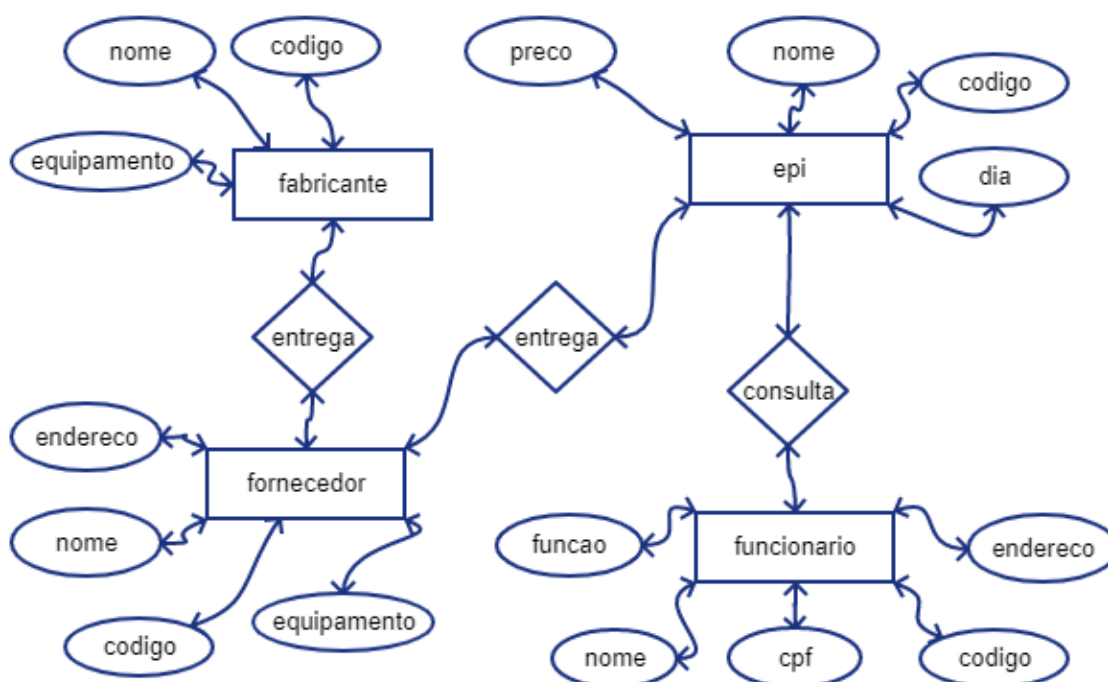 nome
codigo
equipamento
fabricante
entrega
endereco
nome
codigo
fornecedor
equipamento
entrega
preco
nome
codigo
dia
epi
consulta
funcao
funcionario
endereco
nome
cpf
codigo